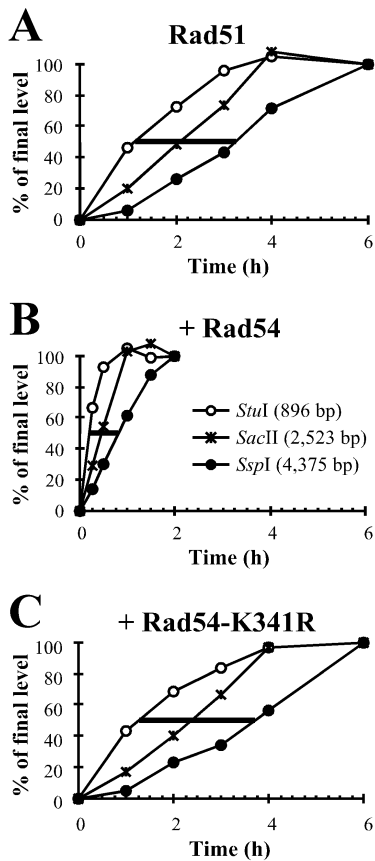 A
Rad51
% of final level
100
80
60
40
20
0
0 2 4 6
Time (h)
B
+ Rad54
% of final level
100
80
60
40
20
0
StuI (896 bp)
SacII (2,523 bp)
SspI (4,375 bp)
0 2 4 6
Time (h)
C
+ Rad54-K341R
% of final level
100
80
60
40
20
0
0 2 4 6
Time (h)